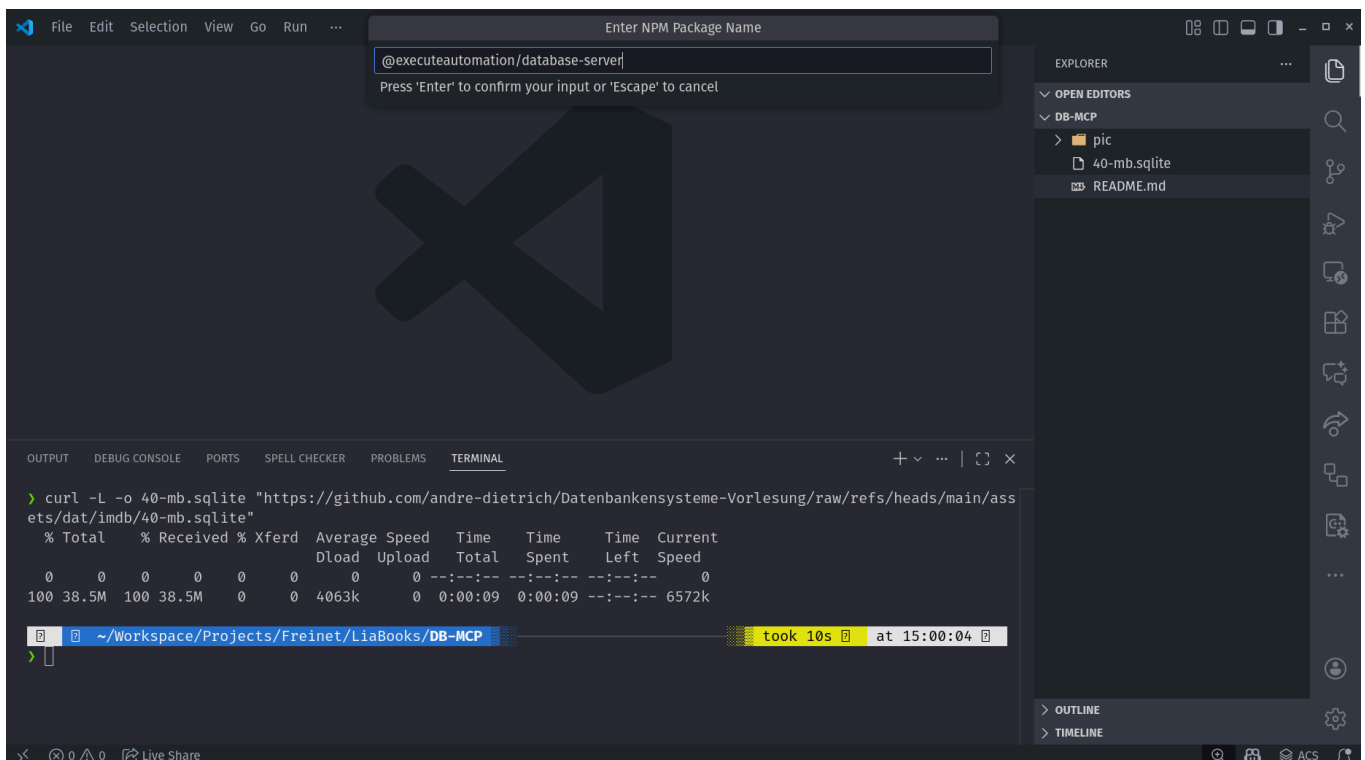 File Edit Selection View Go Run ···
Enter NPM Package Name
@executeautomation/database-server
Press 'Enter' to confirm your input or 'Escape' to cancel
EXPLORER ···
OPEN EDITORS
DB-MCP
pic
40-mb.sqlite
README.md
OUTPUT DEBUG CONSOLE PORTS SPELL CHECKER PROBLEMS TERMINAL
❯ curl -L -o 40-mb.sqlite "https://github.com/andre-dietrich/Datenbankensysteme-Vorlesung/raw/refs/heads/main/ass
ets/dat/imdb/40-mb.sqlite"
% Total % Received % Xferd Average Speed Time Time Time Current
Dload Upload Total Spent Left Speed
0 0 0 0 0 0 0 0 --:--:-- --:--:-- --:--:-- 0
100 38.5M 100 38.5M 0 0 4063k 0 0:00:09 0:00:09 --:--:-- 6572k
~/Workspace/Projects/Freinet/LiaBooks/DB-MCP took 10s at 15:00:04
❯
OUTLINE
TIMELINE
0 0 Live Share ACS